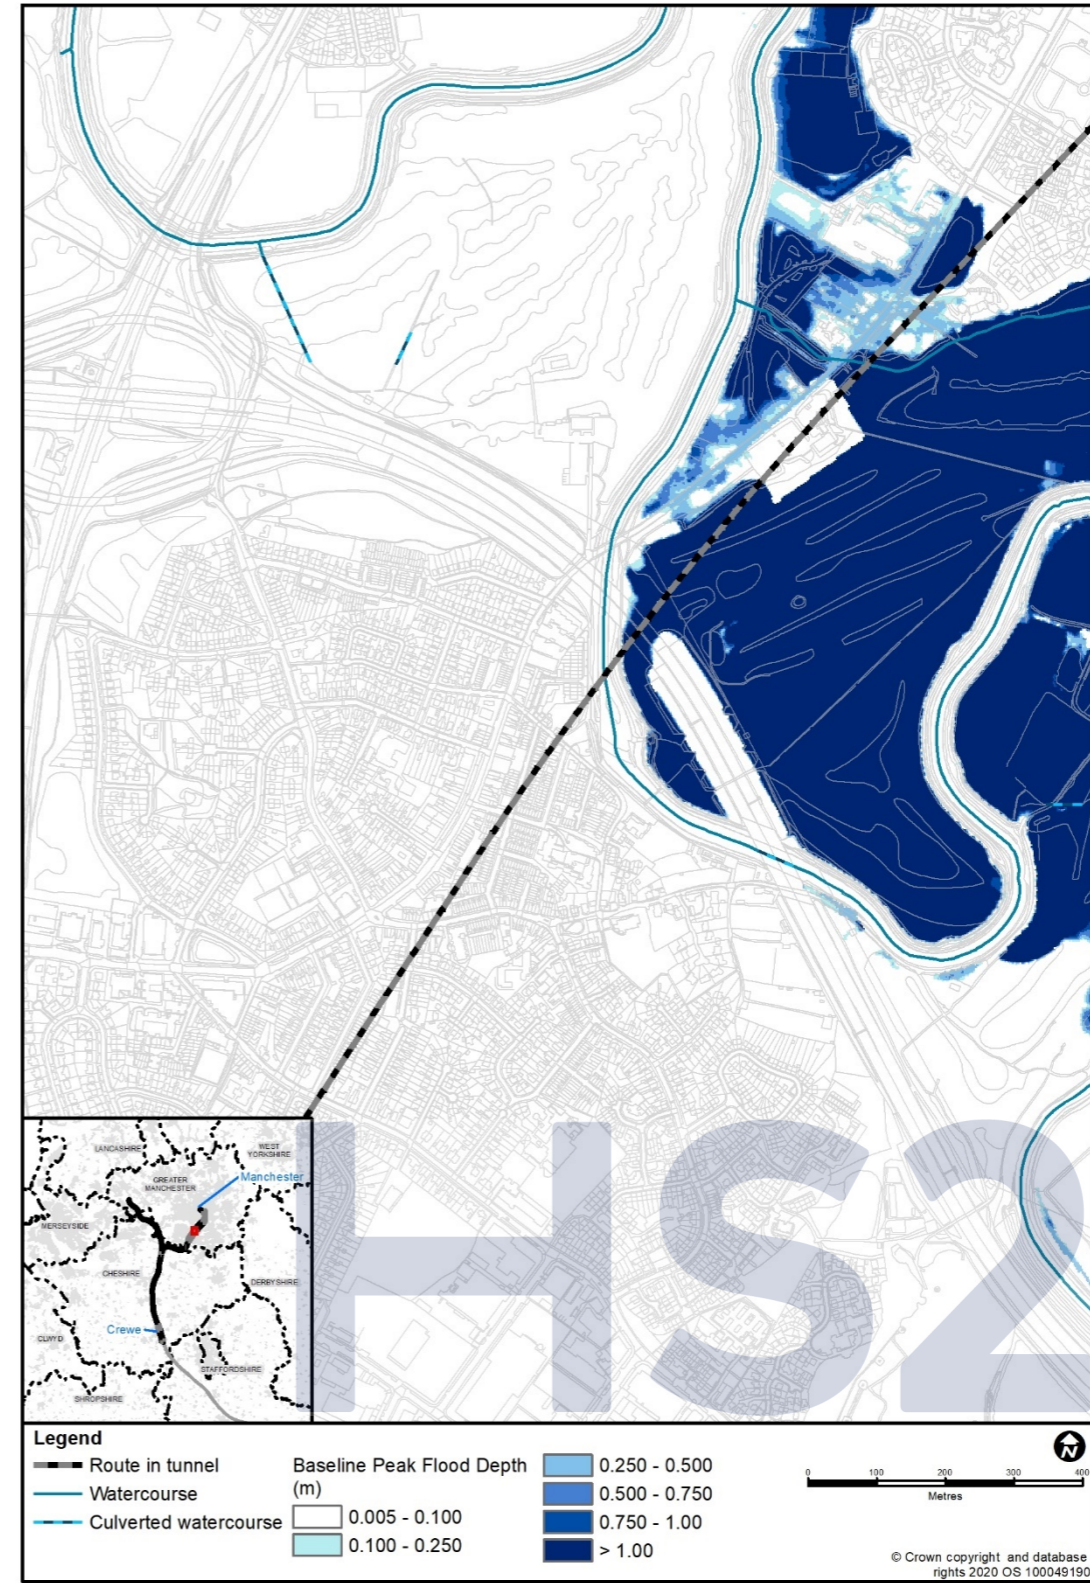 HS2
LANCASHIRE
WEST
YORKSHIRE
GREATER
MANCHESTER
Manchester
MERSEYSIDE
CHESHIRE
DERBYSHIRE
Crewe
CLWYD
STAFFORDSHIRE
SHROPSHIRE
Legend
Route in tunnel
Watercourse
Culverted watercourse
Baseline Peak Flood Depth
(m)
0.005 - 0.100
0.100 - 0.250
0.250 - 0.500
0.500 - 0.750
0.750 - 1.00
> 1.00
N
0 100 200 300 400
Metres
© Crown copyright and database
rights 2020 OS 100049190